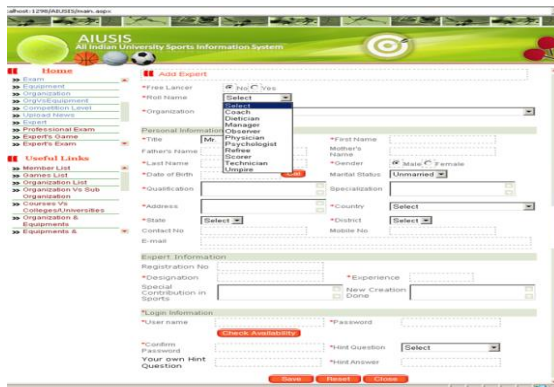 alhost:1298/AIUSIS/main.aspx
AIUSIS
All Indian University Sports Information System
Home
Exam
Equipment
Organization
OrgVsEquipment
Competition Level
Upload News
Expert
Professional Exam
Expert's Game
Expert's Exam
Useful Links
Member List
Games List
Organization List
Organization Vs Sub Organization
Courses Vs Colleges/Universities
Organization & Equipments
Equipments &
Add Expert
*Free Lancer No Yes
*Roll Name Select
Select
Coach
Dietician
Manager
Observer
Physician
Psychologist
Refree
Scorer
Technician
Umpire
*Organization
Personal Information
*Title Mr. *First Name
Father's Name Mother's Name
*Last Name *Gender Male Female
*Date of Birth Cal Marital Status Unmarried
*Qualification Specialization
*Address *Country Select
*State Select *District Select
Contact No Mobile No.
E-mail
Expert Information
Registration No
*Designation *Experience
Special Contribution in Sports New Creation Done
*Login Information
*User name *Password
Check Availability
*Confirm Password *Hint Question Select
Your own Hint Question *Hint Answer
Save Reset Close